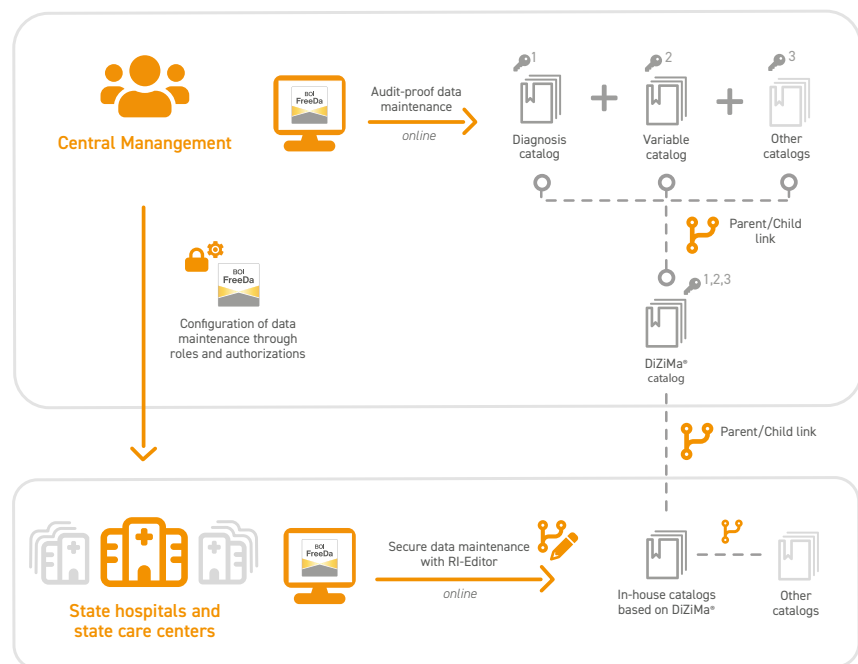 Central Manangement
BOI
FreeDa
Audit-proof data
maintenance
online
1
Diagnosis
catalog
2
Variable
catalog
3
Other
catalogs
Parent/Child
link
BOI
FreeDa
Configuration of data
maintenance through
roles and authorizations
1,2,3
DiZiMa®
catalog
Parent/Child link
State hospitals and
state care centers
BOI
FreeDa
Secure data maintenance
with RI-Editor
online
In-house catalogs
based on DiZiMa®
Other
catalogs